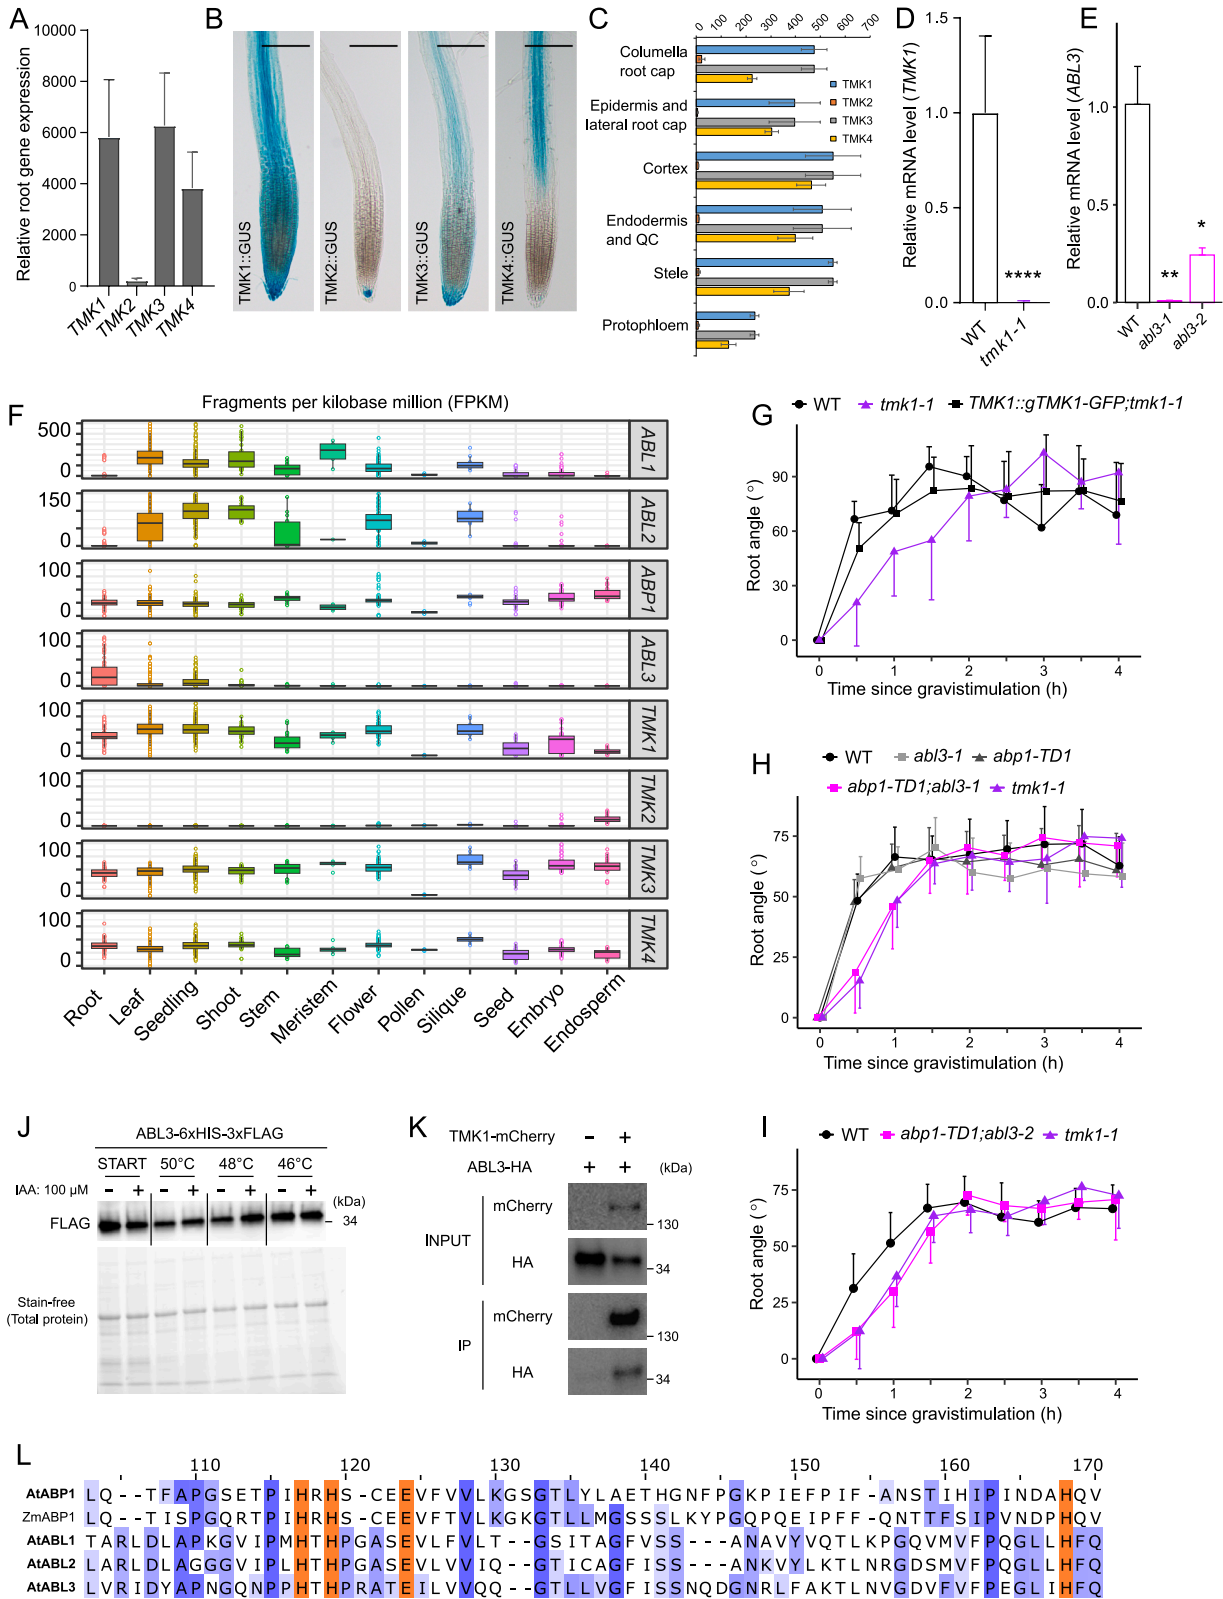 A
10000
8000
6000
4000
2000
0
Relative root gene expression
TMK1
TMK2
TMK3
TMK4
B
TMK1::GUS
TMK2::GUS
TMK3::GUS
TMK4::GUS
C
0
100
200
300
400
500
600
700
Columella
root cap
Epidermis and
lateral root cap
Cortex
Endodermis
and QC
Stele
Protophloem
TMK1
TMK2
TMK3
TMK4
D
1.5
1.0
0.5
0.0
Relative mRNA level (TMK1)
****
WT
tmk1-1
E
1.0
0.5
0.0
Relative mRNA level (ABL3)
**
*
WT
abl3-1
abl3-2
F
Fragments per kilobase million (FPKM)
500
0
ABL1
150
0
ABL2
100
0
ABP1
100
0
ABL3
100
0
TMK1
100
0
TMK2
100
0
TMK3
100
0
TMK4
Root
Leaf
Seedling
Shoot
Stem
Meristem
Flower
Pollen
Silique
Seed
Embryo
Endosperm
G
WT tmk1-1 TMK1::gTMK1-GFP;tmk1-1
90
60
30
0
Root angle (°)
0 1 2 3 4
Time since gravistimulation (h)
H
WT abl3-1 abp1-TD1
abp1-TD1;abl3-1 tmk1-1
75
50
25
0
Root angle (°)
0 1 2 3 4
Time since gravistimulation (h)
I
WT abp1-TD1;abl3-2 tmk1-1
75
50
25
0
Root angle (°)
0 1 2 3 4
Time since gravistimulation (h)
J
ABL3-6xHIS-3xFLAG
START 50°C 48°C 46°C
IAA: 100 µM - + - + - + - + (kDa)
FLAG 34
Stain-free
(Total protein)
K
TMK1-mCherry - +
ABL3-HA + + (kDa)
INPUT
mCherry 130
HA 34
IP
mCherry 130
HA 34
L
110 120 130 140 150 160 170
AtABP1 LQ--TFAPGSETPIHRHS-CEEVFVVLKGSGTLYLAETHGNFPGKPIEFPIF-ANSTIHIPINDAHQV
ZmABP1 LQ--TISPGQRTPIHRHS-CEEVFTVLKGKGTLLMGSSSLKYPGQPQEIPFF-QNTTFSIPVNDPHQV
AtABL1 TARLDLAPKGVIPMHTHPGASEVLFVLT--GSITAGFVSS---ANAVYVQTLKPGQVMVFPQGLLHFQ
AtABL2 LARLDLAGGGVIPLHTHPGASEVLVVIQ--GTICAGFISS---ANKVYLKTLNRGDSMVFPQGLLHFQ
AtABL3 LVRIDYAPNGQNPPHTHPRATEILVVQQ--GTLLVGFISSNQDGNRLFAKTLNVGDVFVFPEGLIHFQ